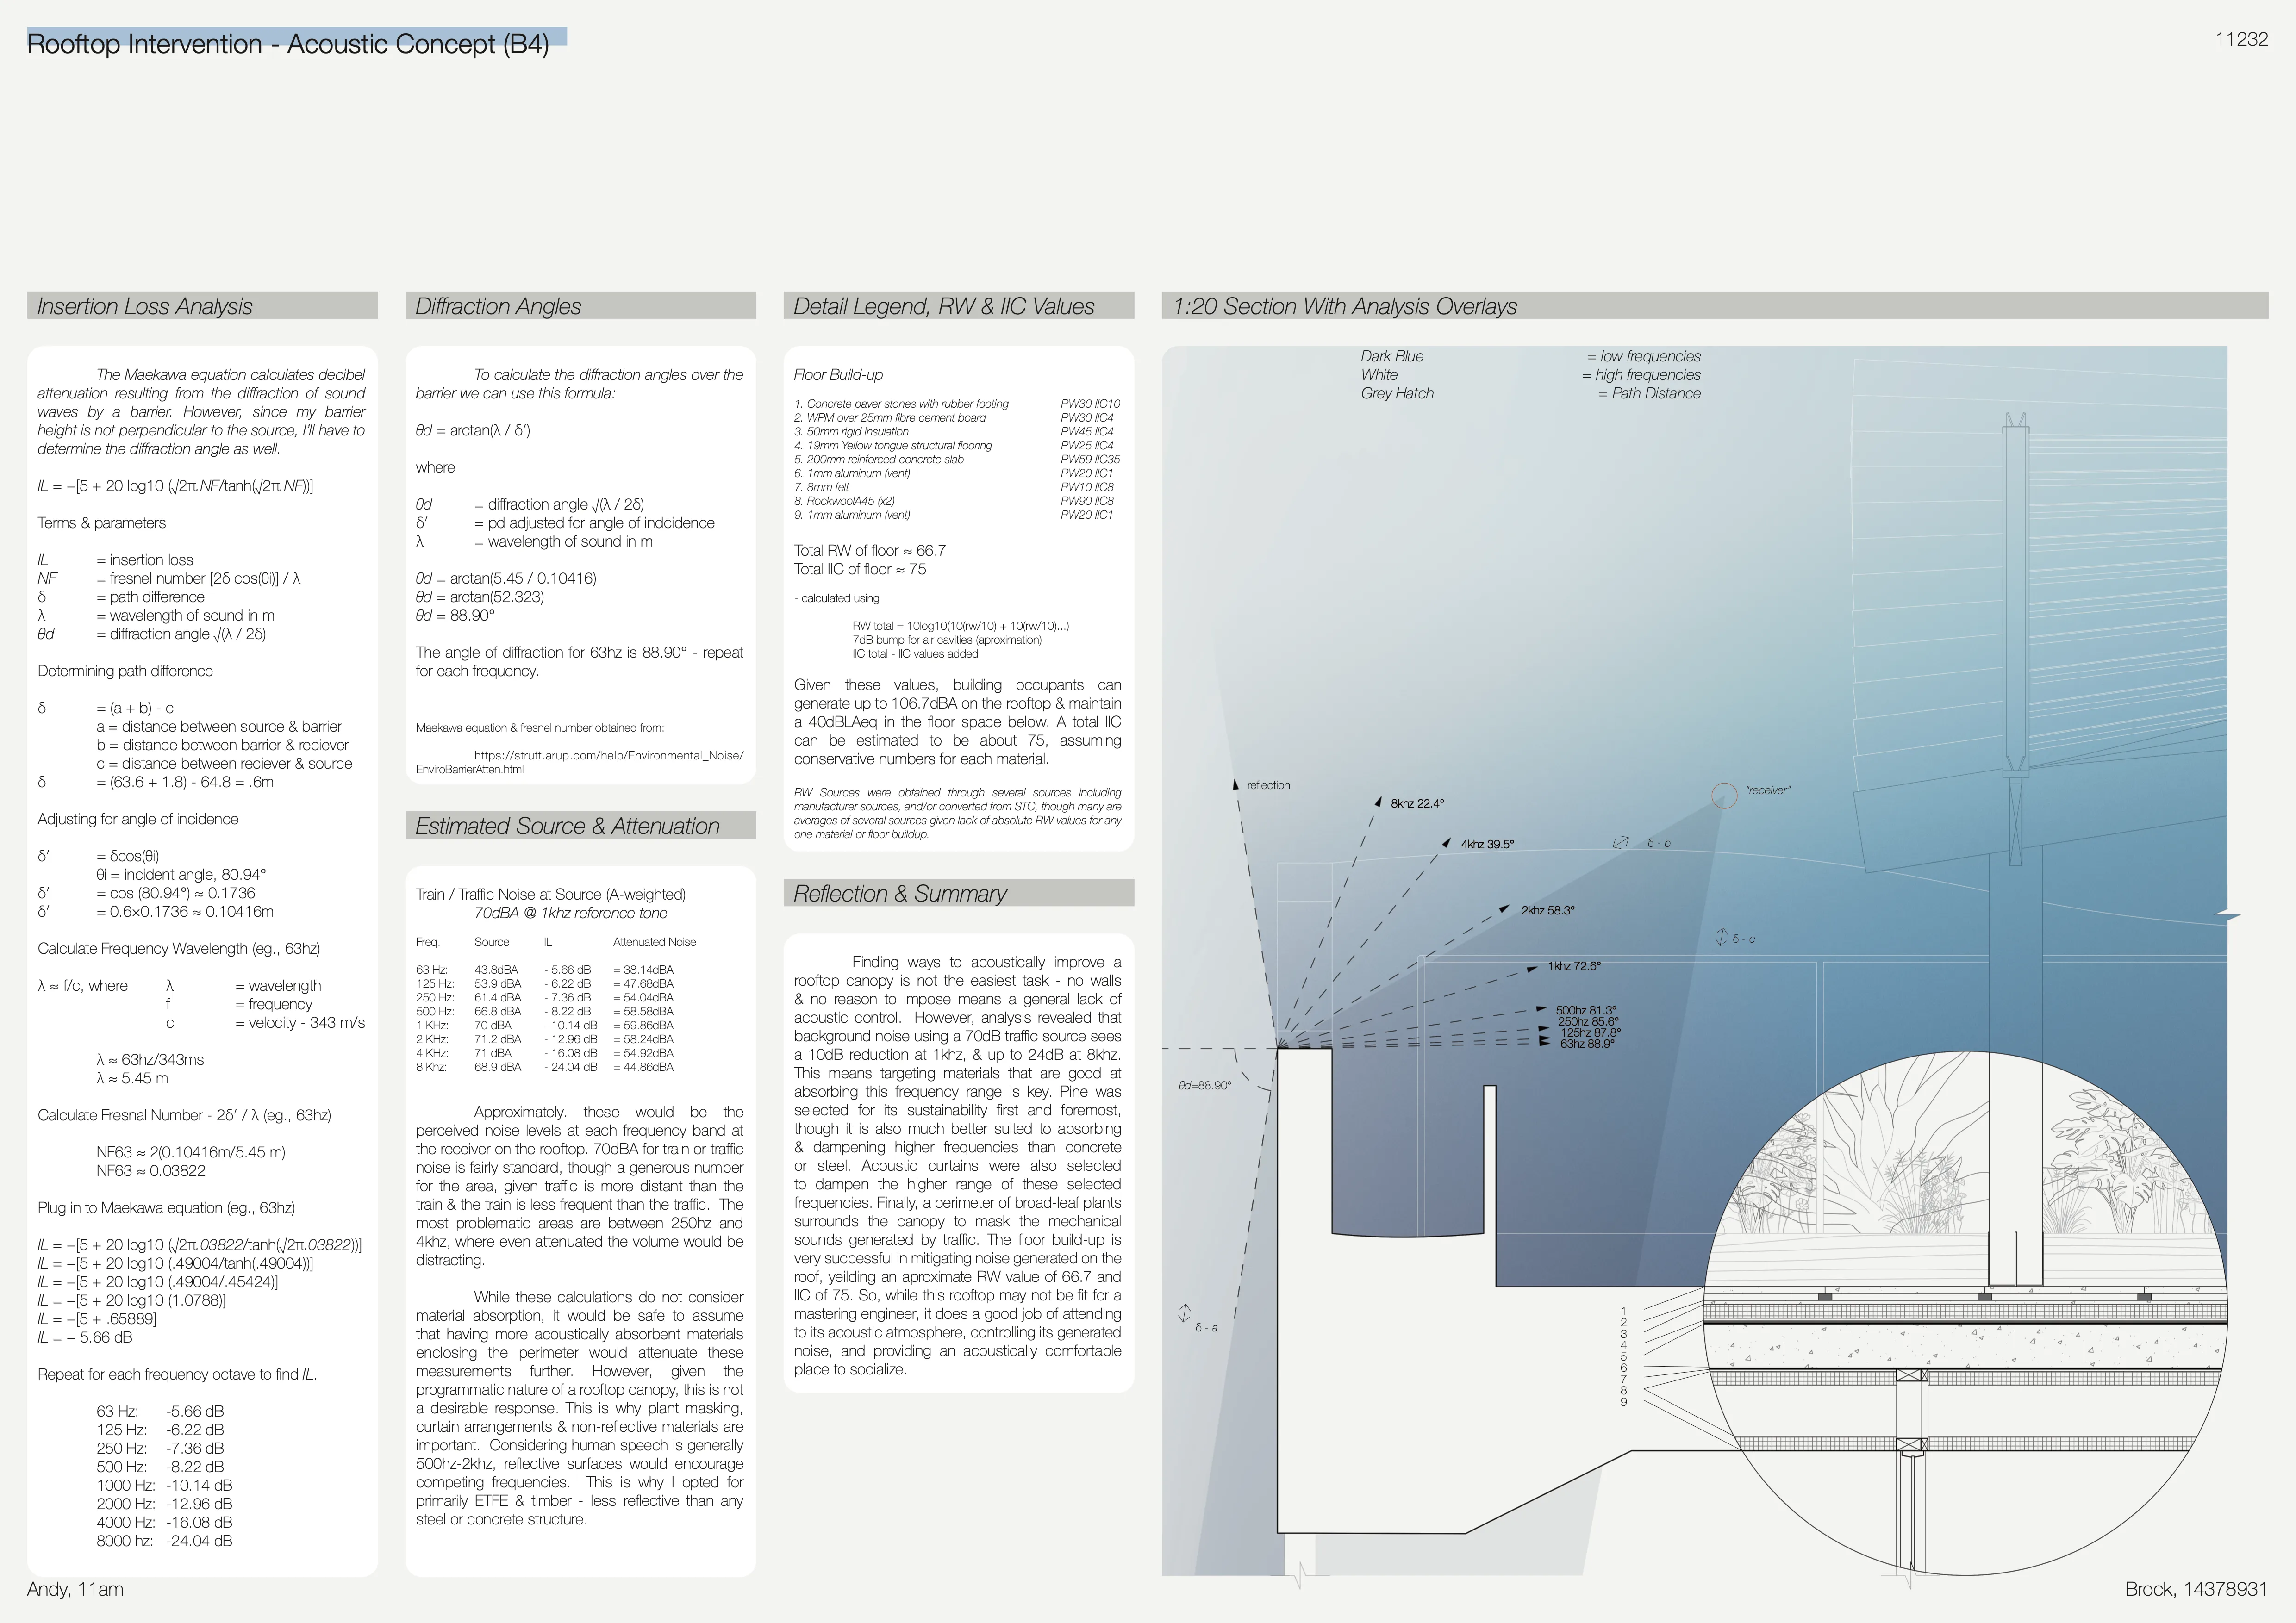 Rooftop Intervention - Acoustic Concept (B4)
11232
Insertion Loss Analysis
The Maekawa equation calculates decibel
attenuation resulting from the diffraction of sound
waves by a barrier. However, since my barrier
height is not perpendicular to the source, I'll have to
determine the diffraction angle as well.
IL = −[5 + 20 log10 (√2π.NF/tanh(√2π.NF))]
Terms & parameters
IL = insertion loss
NF = fresnel number [2δ cos(θi)] / λ
δ = path difference
λ = wavelength of sound in m
θd = diffraction angle √(λ / 2δ)
Determining path difference
δ = (a + b) - c
a = distance between source & barrier
b = distance between barrier & reciever
c = distance between reciever & source
δ = (63.6 + 1.8) - 64.8 = .6m
Adjusting for angle of incidence
δ′ = δcos(θi)
θi = incident angle, 80.94°
δ′ = cos (80.94°) ≈ 0.1736
δ′ = 0.6×0.1736 ≈ 0.10416m
Calculate Frequency Wavelength (eg., 63hz)
λ ≈ f/c, where λ = wavelength
f = frequency
c = velocity - 343 m/s
λ ≈ 63hz/343ms
λ ≈ 5.45 m
Calculate Fresnal Number - 2δ′ / λ (eg., 63hz)
NF63 ≈ 2(0.10416m/5.45 m)
NF63 ≈ 0.03822
Plug in to Maekawa equation (eg., 63hz)
IL = −[5 + 20 log10 (√2π.03822/tanh(√2π.03822))]
IL = −[5 + 20 log10 (.49004/tanh(.49004))]
IL = −[5 + 20 log10 (.49004/.45424)]
IL = −[5 + 20 log10 (1.0788)]
IL = −[5 + .65889]
IL = − 5.66 dB
Repeat for each frequency octave to find IL.
63 Hz: -5.66 dB
125 Hz: -6.22 dB
250 Hz: -7.36 dB
500 Hz: -8.22 dB
1000 Hz: -10.14 dB
2000 Hz: -12.96 dB
4000 Hz: -16.08 dB
8000 hz: -24.04 dB
Diffraction Angles
To calculate the diffraction angles over the
barrier we can use this formula:
θd = arctan(λ / δ′)
where
θd = diffraction angle √(λ / 2δ)
δ′ = pd adjusted for angle of indcidence
λ = wavelength of sound in m
θd = arctan(5.45 / 0.10416)
θd = arctan(52.323)
θd = 88.90°
The angle of diffraction for 63hz is 88.90° - repeat
for each frequency.
Maekawa equation & fresnel number obtained from:
https://strutt.arup.com/help/Environmental_Noise/
EnviroBarrierAtten.html
Estimated Source & Attenuation
Train / Traffic Noise at Source (A-weighted)
70dBA @ 1khz reference tone
Freq. Source IL Attenuated Noise
63 Hz: 43.8dBA - 5.66 dB = 38.14dBA
125 Hz: 53.9 dBA - 6.22 dB = 47.68dBA
250 Hz: 61.4 dBA - 7.36 dB = 54.04dBA
500 Hz: 66.8 dBA - 8.22 dB = 58.58dBA
1 KHz: 70 dBA - 10.14 dB = 59.86dBA
2 KHz: 71.2 dBA - 12.96 dB = 58.24dBA
4 KHz: 71 dBA - 16.08 dB = 54.92dBA
8 Khz: 68.9 dBA - 24.04 dB = 44.86dBA
Approximately. these would be the
perceived noise levels at each frequency band at
the receiver on the rooftop. 70dBA for train or traffic
noise is fairly standard, though a generous number
for the area, given traffic is more distant than the
train & the train is less frequent than the traffic. The
most problematic areas are between 250hz and
4khz, where even attenuated the volume would be
distracting.
While these calculations do not consider
material absorption, it would be safe to assume
that having more acoustically absorbent materials
enclosing the perimeter would attenuate these
measurements further. However, given the
programmatic nature of a rooftop canopy, this is not
a desirable response. This is why plant masking,
curtain arrangements & non-reflective materials are
important. Considering human speech is generally
500hz-2khz, reflective surfaces would encourage
competing frequencies. This is why I opted for
primarily ETFE & timber - less reflective than any
steel or concrete structure.
Detail Legend, RW & IIC Values
Floor Build-up
1. Concrete paver stones with rubber footing RW30 IIC10
2. WPM over 25mm fibre cement board RW30 IIC4
3. 50mm rigid insulation RW45 IIC4
4. 19mm Yellow tongue structural flooring RW25 IIC4
5. 200mm reinforced concrete slab RW59 IIC35
6. 1mm aluminum (vent) RW20 IIC1
7. 8mm felt RW10 IIC8
8. RockwoolA45 (x2) RW90 IIC8
9. 1mm aluminum (vent) RW20 IIC1
Total RW of floor ≈ 66.7
Total IIC of floor ≈ 75
- calculated using
RW total = 10log10(10(rw/10) + 10(rw/10)...)
7dB bump for air cavities (aproximation)
IIC total - IIC values added
Given these values, building occupants can
generate up to 106.7dBA on the rooftop & maintain
a 40dBLAeq in the floor space below. A total IIC
can be estimated to be about 75, assuming
conservative numbers for each material.
RW Sources were obtained through several sources including
manufacturer sources, and/or converted from STC, though many are
averages of several sources given lack of absolute RW values for any
one material or floor buildup.
Reflection & Summary
Finding ways to acoustically improve a
rooftop canopy is not the easiest task - no walls
& no reason to impose means a general lack of
acoustic control. However, analysis revealed that
background noise using a 70dB traffic source sees
a 10dB reduction at 1khz, & up to 24dB at 8khz.
This means targeting materials that are good at
absorbing this frequency range is key. Pine was
selected for its sustainability first and foremost,
though it is also much better suited to absorbing
& dampening higher frequencies than concrete
or steel. Acoustic curtains were also selected
to dampen the higher range of these selected
frequencies. Finally, a perimeter of broad-leaf plants
surrounds the canopy to mask the mechanical
sounds generated by traffic. The floor build-up is
very successful in mitigating noise generated on the
roof, yeilding an aproximate RW value of 66.7 and
IIC of 75. So, while this rooftop may not be fit for a
mastering engineer, it does a good job of attending
to its acoustic atmosphere, controlling its generated
noise, and providing an acoustically comfortable
place to socialize.
1:20 Section With Analysis Overlays
Dark Blue = low frequencies
White = high frequencies
Grey Hatch = Path Distance
reflection
8khz 22.4°
"receiver"
4khz 39.5°
δ - b
2khz 58.3°
δ - c
1khz 72.6°
500hz 81.3°
250hz 85.6°
125hz 87.8°
63hz 88.9°
θd=88.90°
δ - a
1
2
3
4
5
6
7
8
9
Andy, 11am
Brock, 14378931